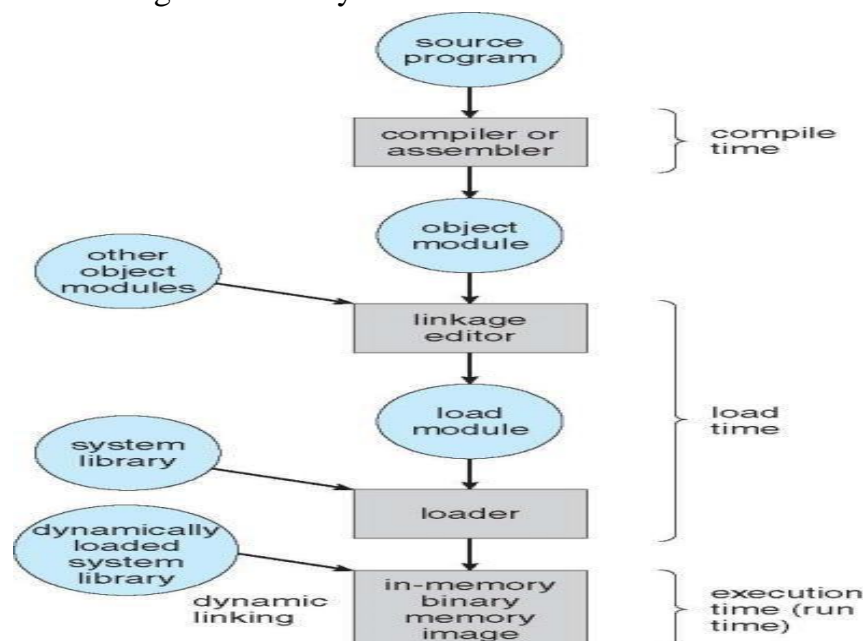 source
program
compiler or
assembler
compile
time
object
module
other
object
modules
linkage
editor
load
module
load
time
system
library
loader
dynamically
loaded
system
library
dynamic
linking
in-memory
binary
memory
image
execution
time (run
time)